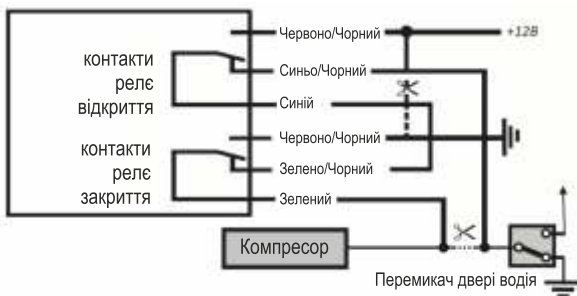 Червоно/Чорний
+12В
контакти
реле
відкриття
Синьо/Чорний
Синій
Червоно/Чорний
контакти
реле
закриття
Зелено/Чорний
Зелений
Компресор
Перемикач двері водія